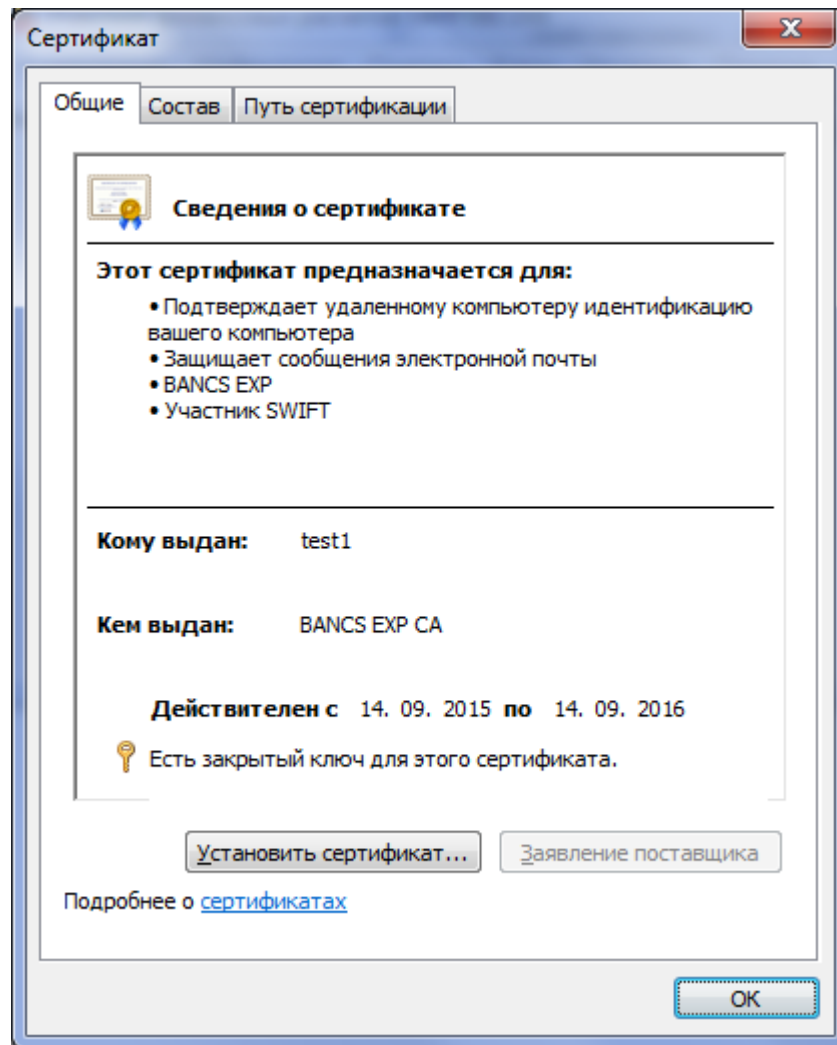 Сертификат
Общие Состав Путь сертификации
Сведения о сертификате
Этот сертификат предназначается для:
• Подтверждает удаленному компьютеру идентификацию
вашего компьютера
• Защищает сообщения электронной почты
• BANCS EXP
• Участник SWIFT
Кому выдан: test1
Кем выдан: BANCS EXP CA
Действителен с 14. 09. 2015 по 14. 09. 2016
Есть закрытый ключ для этого сертификата.
Установить сертификат... Заявление поставщика
Подробнее о сертификатах
ОК